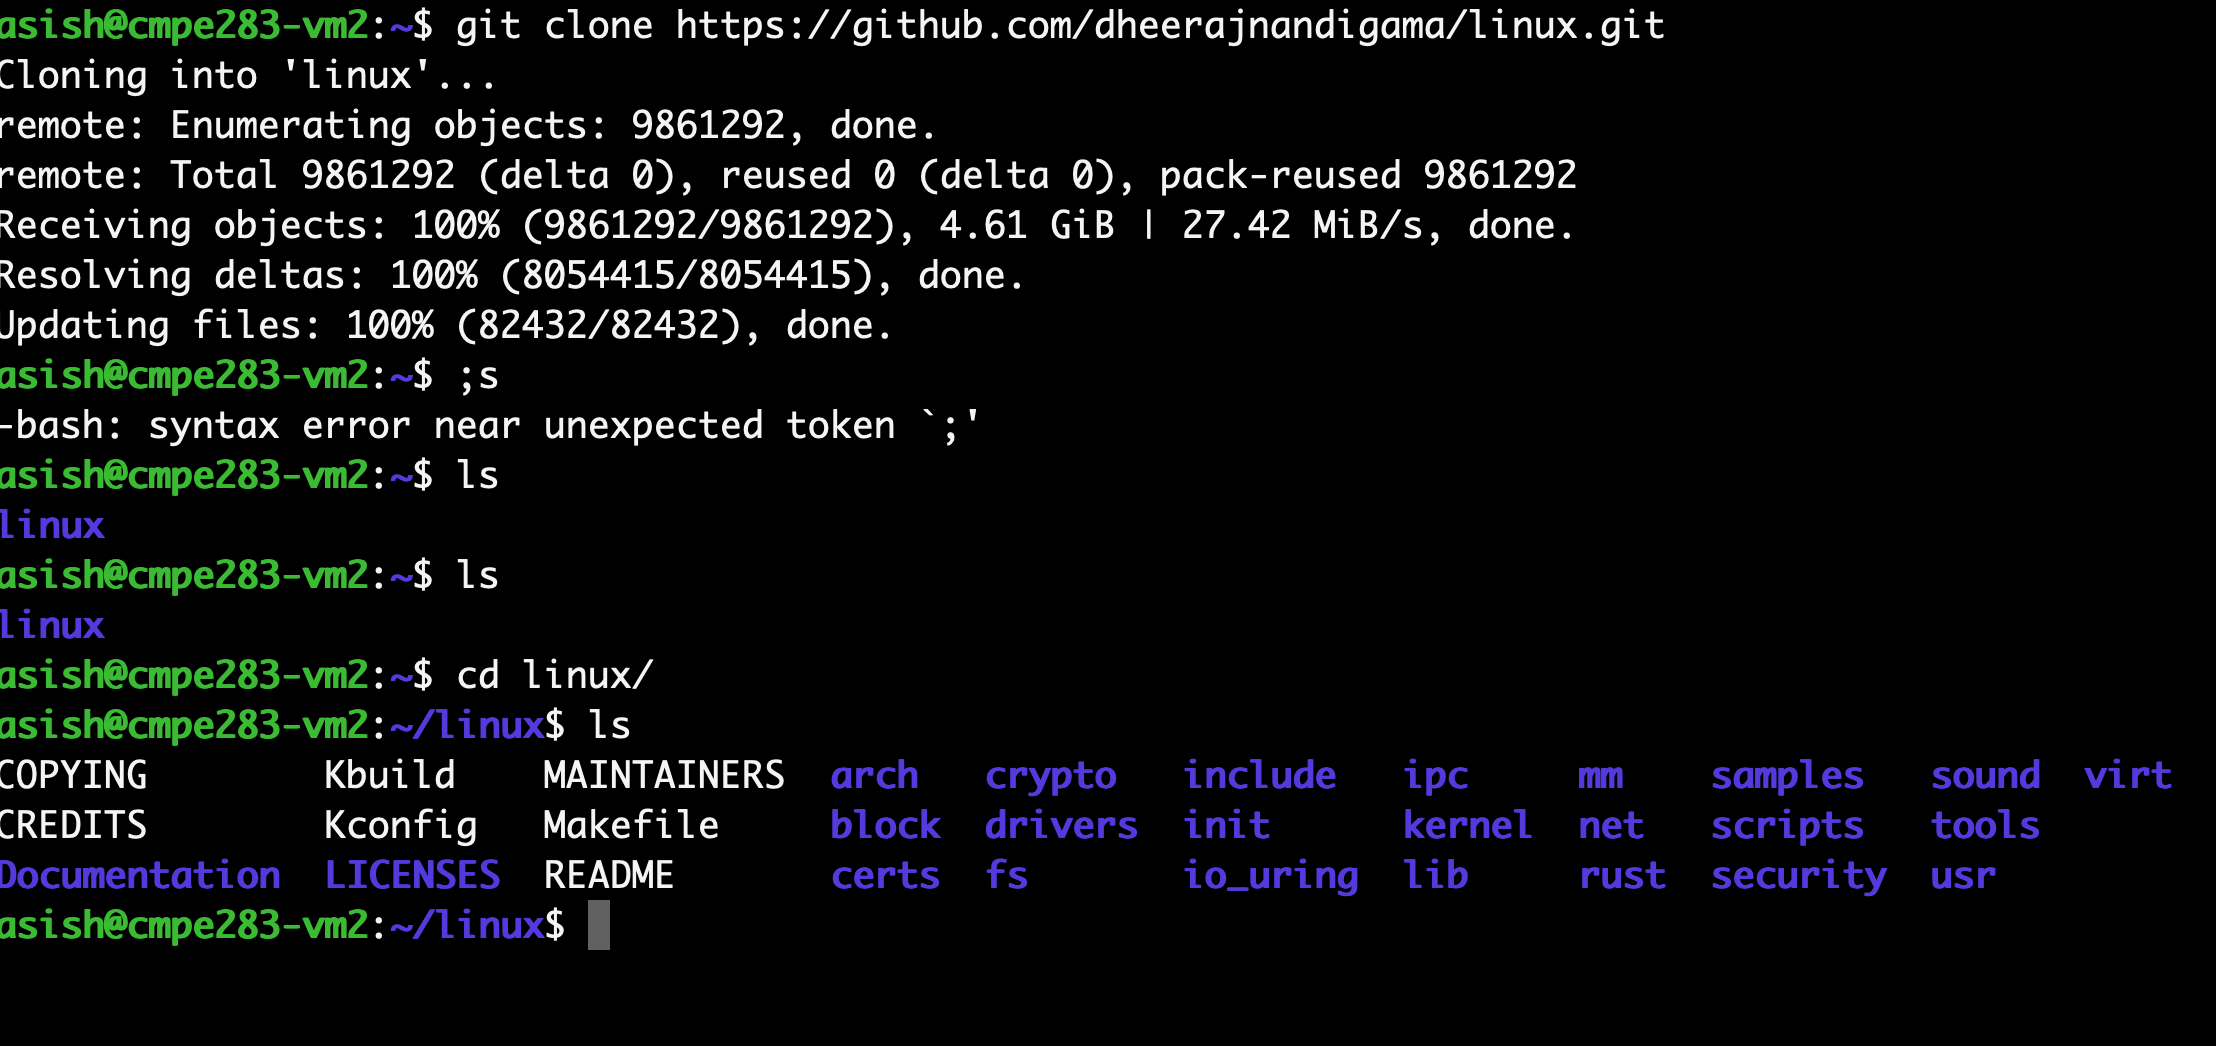 asish@cmpe283-vm2:~$ git clone https://github.com/dheerajnandigama/linux.git
Cloning into 'linux'...
remote: Enumerating objects: 9861292, done.
remote: Total 9861292 (delta 0), reused 0 (delta 0), pack-reused 9861292
Receiving objects: 100% (9861292/9861292), 4.61 GiB | 27.42 MiB/s, done.
Resolving deltas: 100% (8054415/8054415), done.
Updating files: 100% (82432/82432), done.
asish@cmpe283-vm2:~$ ;s
-bash: syntax error near unexpected token `;'
asish@cmpe283-vm2:~$ ls
linux
asish@cmpe283-vm2:~$ ls
linux
asish@cmpe283-vm2:~$ cd linux/
asish@cmpe283-vm2:~/linux$ ls
COPYING        Kbuild    MAINTAINERS  arch   crypto   include   ipc     mm    samples   sound  virt
CREDITS        Kconfig   Makefile     block  drivers  init      kernel  net   scripts   tools
Documentation  LICENSES  README       certs  fs       io_uring  lib     rust  security  usr
asish@cmpe283-vm2:~/linux$